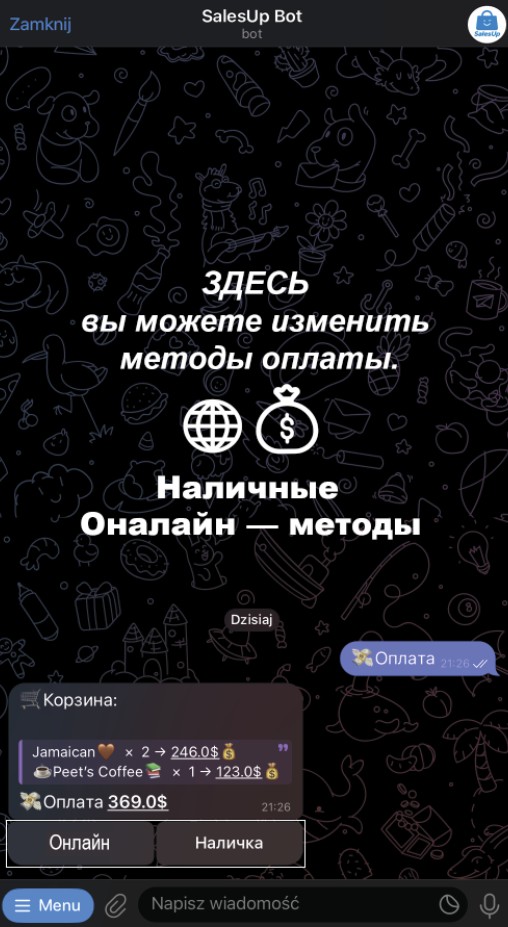 Zamknij
SalesUp Bot
bot
SalesUp
ЗДЕСЬ
вы можете изменить
методы оплаты.
$
Наличные
Оналайн — методы
Dzisiaj
💸Оплата 21:26
🛒Корзина:
Jamaican🤎 × 2 → 246.0$💰
☕Peet's Coffee📚 × 1 → 123.0$💰
💸Оплата 369.0$
21:26
Онлайн Наличка
Menu Napisz wiadomość